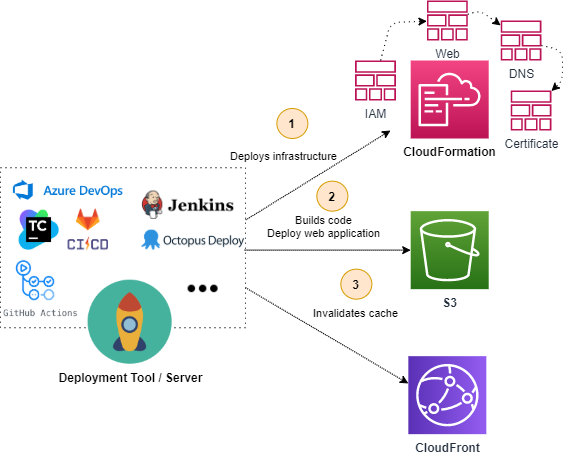 Web
DNS
IAM
Certificate
CloudFormation
1
Deploys infrastructure
Azure DevOps
Jenkins
2
Builds code
Deploy web application
TC
CI/CD
Octopus Deploy
S3
3
Invalidates cache
GitHub Actions
Deployment Tool / Server
CloudFront